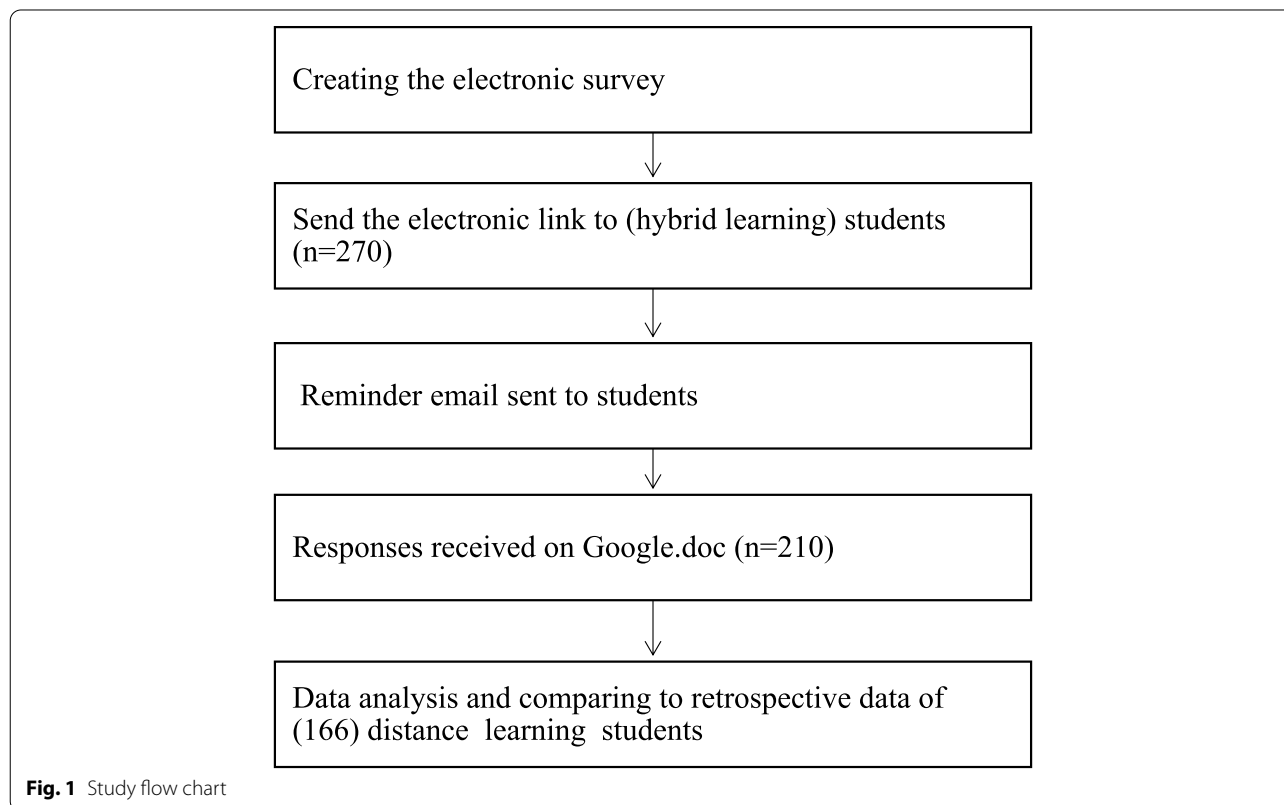 Creating the electronic survey
Send the electronic link to (hybrid learning) students
(n=270)
Reminder email sent to students
Responses received on Google.doc (n=210)
Data analysis and comparing to retrospective data of
(166) distance learning students
Fig. 1 Study flow chart